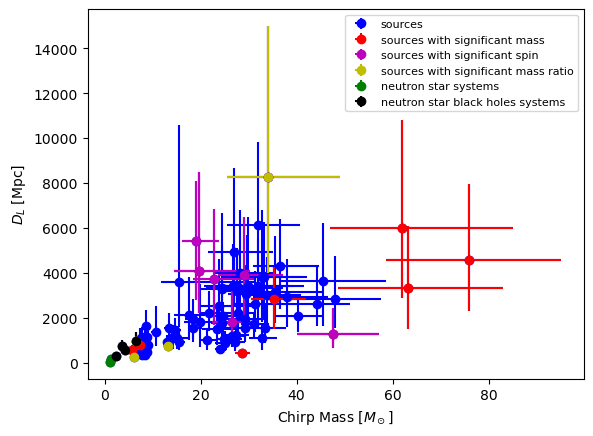 sources
sources with significant mass
sources with significant spin
sources with significant mass ratio
neutron star systems
neutron star black holes systems
14000
12000
10000
8000
6000
4000
2000
0
D_L [Mpc]
0 20 40 60 80
Chirp Mass [M_⊙]